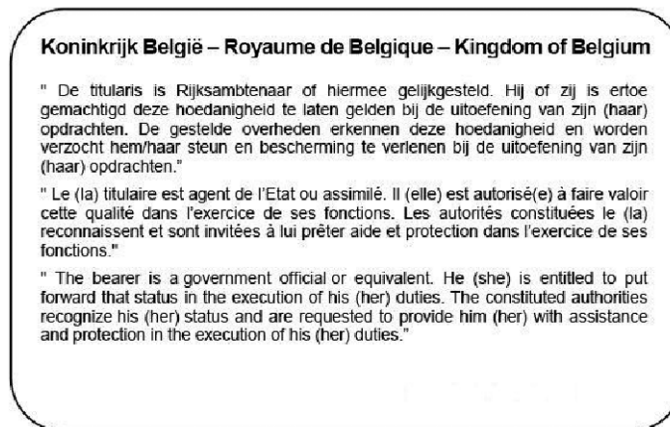 Koninkrijk België – Royaume de Belgique – Kingdom of Belgium
" De titularis is Rijksambtenaar of hiermee gelijkgesteld. Hij of zij is ertoe
gemachtigd deze hoedanigheid te laten gelden bij de uitoefening van zijn (haar)
opdrachten. De gestelde overheden erkennen deze hoedanigheid en worden
verzocht hem/haar steun en bescherming te verlenen bij de uitoefening van zijn
(haar) opdrachten."
" Le (la) titulaire est agent de l'Etat ou assimilé. Il (elle) est autorisé(e) à faire valoir
cette qualité dans l'exercice de ses fonctions. Les autorités constituées le (la)
reconnaissent et sont invitées à lui prêter aide et protection dans l'exercice de ses
fonctions."
" The bearer is a government official or equivalent. He (she) is entitled to put
forward that status in the execution of his (her) duties. The constituted authorities
recognize his (her) status and are requested to provide him (her) with assistance
and protection in the execution of his (her) duties."